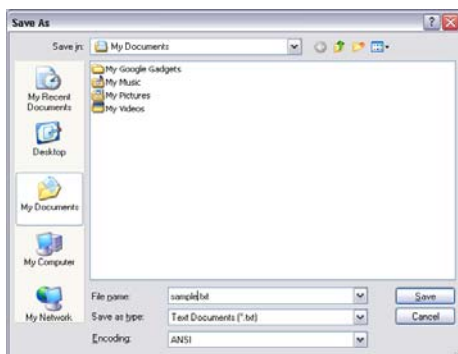 Save As
Save in: My Documents
My Recent Documents
Desktop
My Documents
My Computer
My Network
My Google Gadgets
My Music
My Pictures
My Videos
File name: sample.txt
Save
Save as type: Text Documents (*.txt)
Cancel
Encoding: ANSI